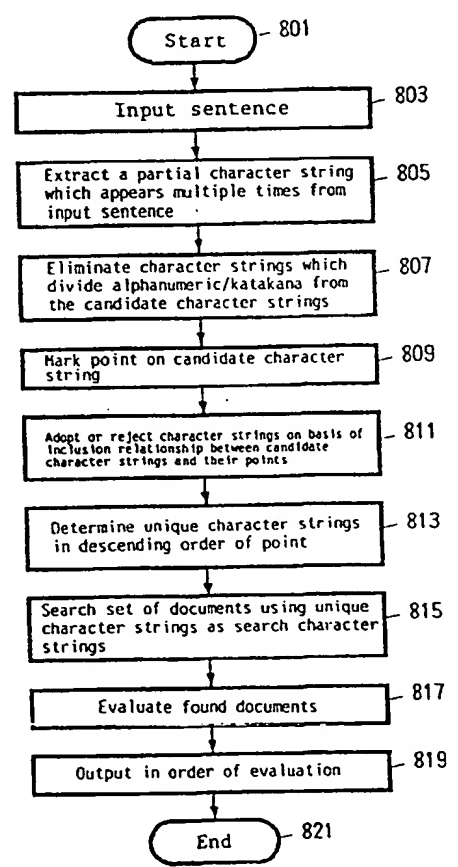 Start 801
Input sentence 803
Extract a partial character string 805
which appears multiple times from
input sentence
Eliminate character strings which 807
divide alphanumeric/katakana from
the candidate character strings
Mark point on candidate character 809
string
Adopt or reject character strings on basis of 811
inclusion relationship between candidate
character strings and their points
Determine unique character strings 813
in descending order of point
Search set of documents using unique 815
character strings as search character
strings
Evaluate found documents 817
Output in order of evaluation 819
End 821